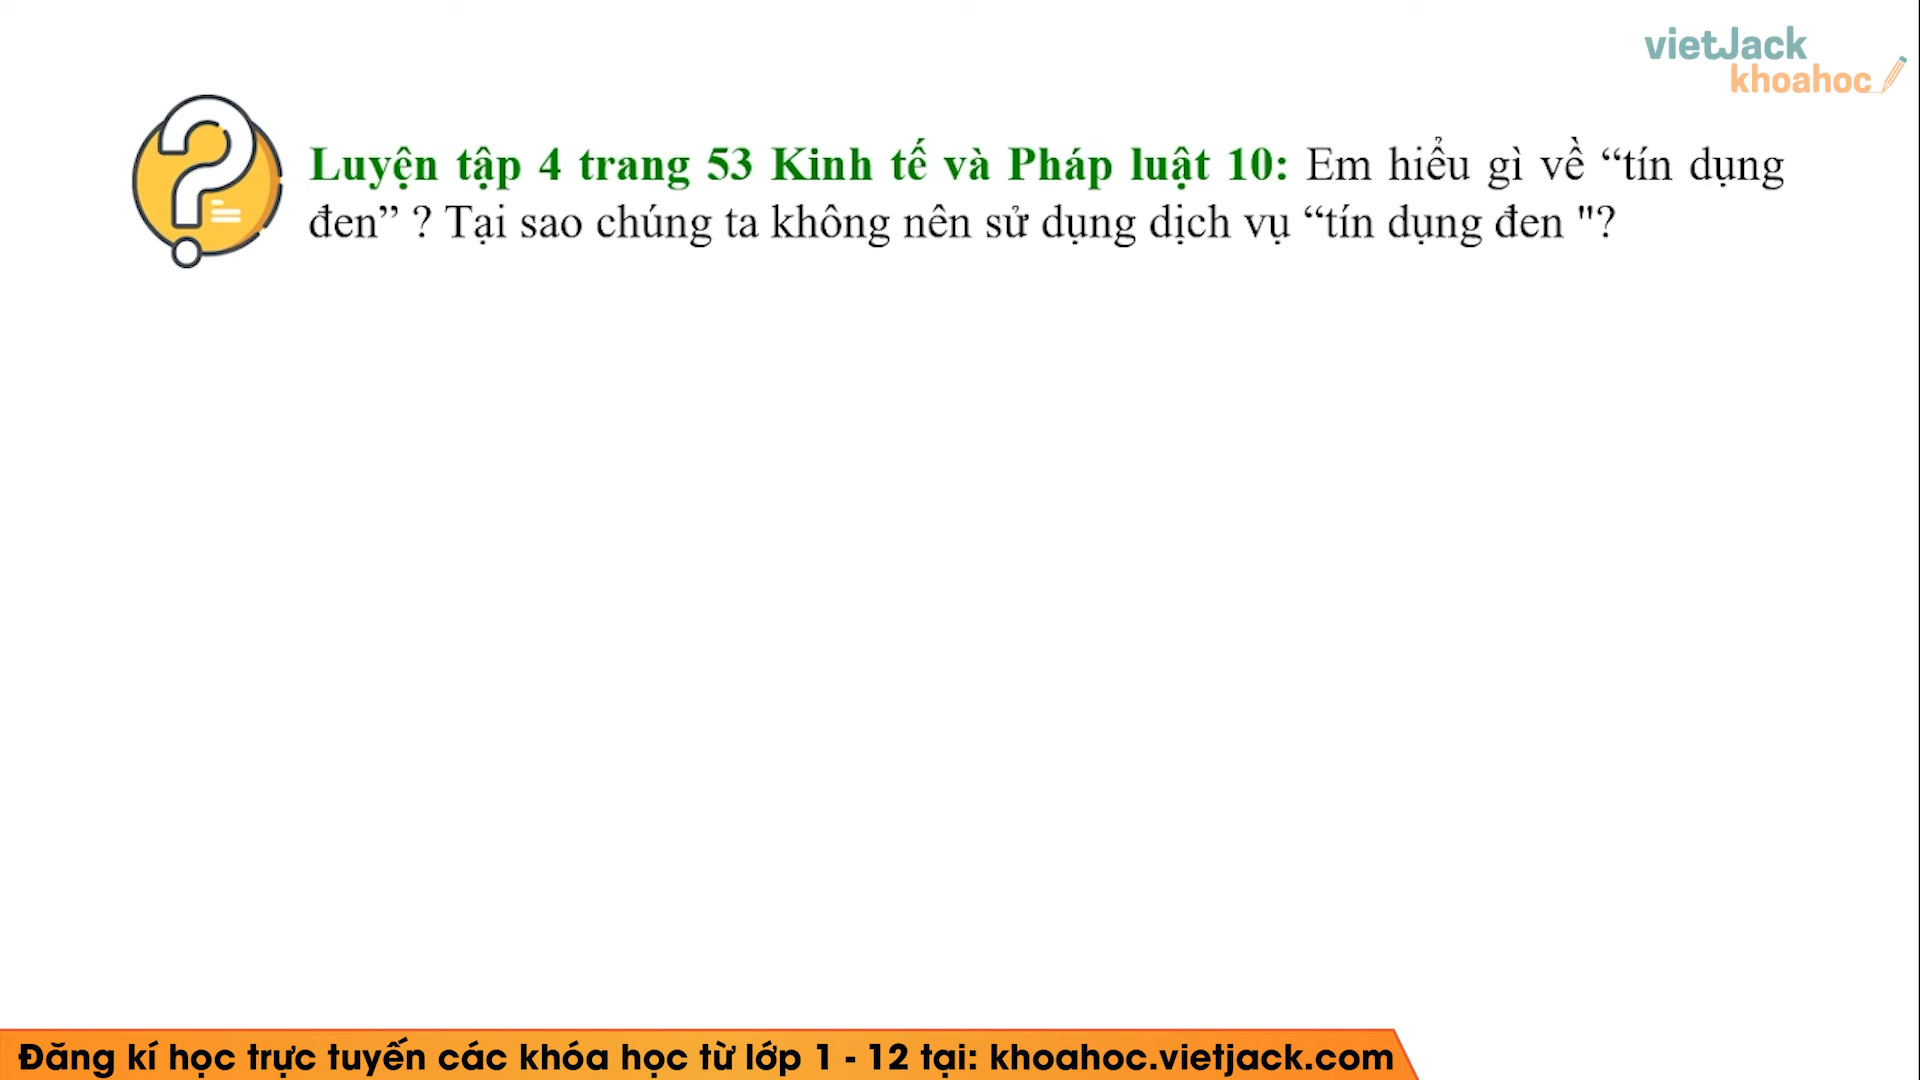 vietJack
khoahoc
Luyện tập 4 trang 53 Kinh tế và Pháp luật 10: Em hiểu gì về “tín dụng
đen” ? Tại sao chúng ta không nên sử dụng dịch vụ “tín dụng đen "?
Đăng kí học trực tuyến các khóa học từ lớp 1 - 12 tại: khoahoc.vietjack.com